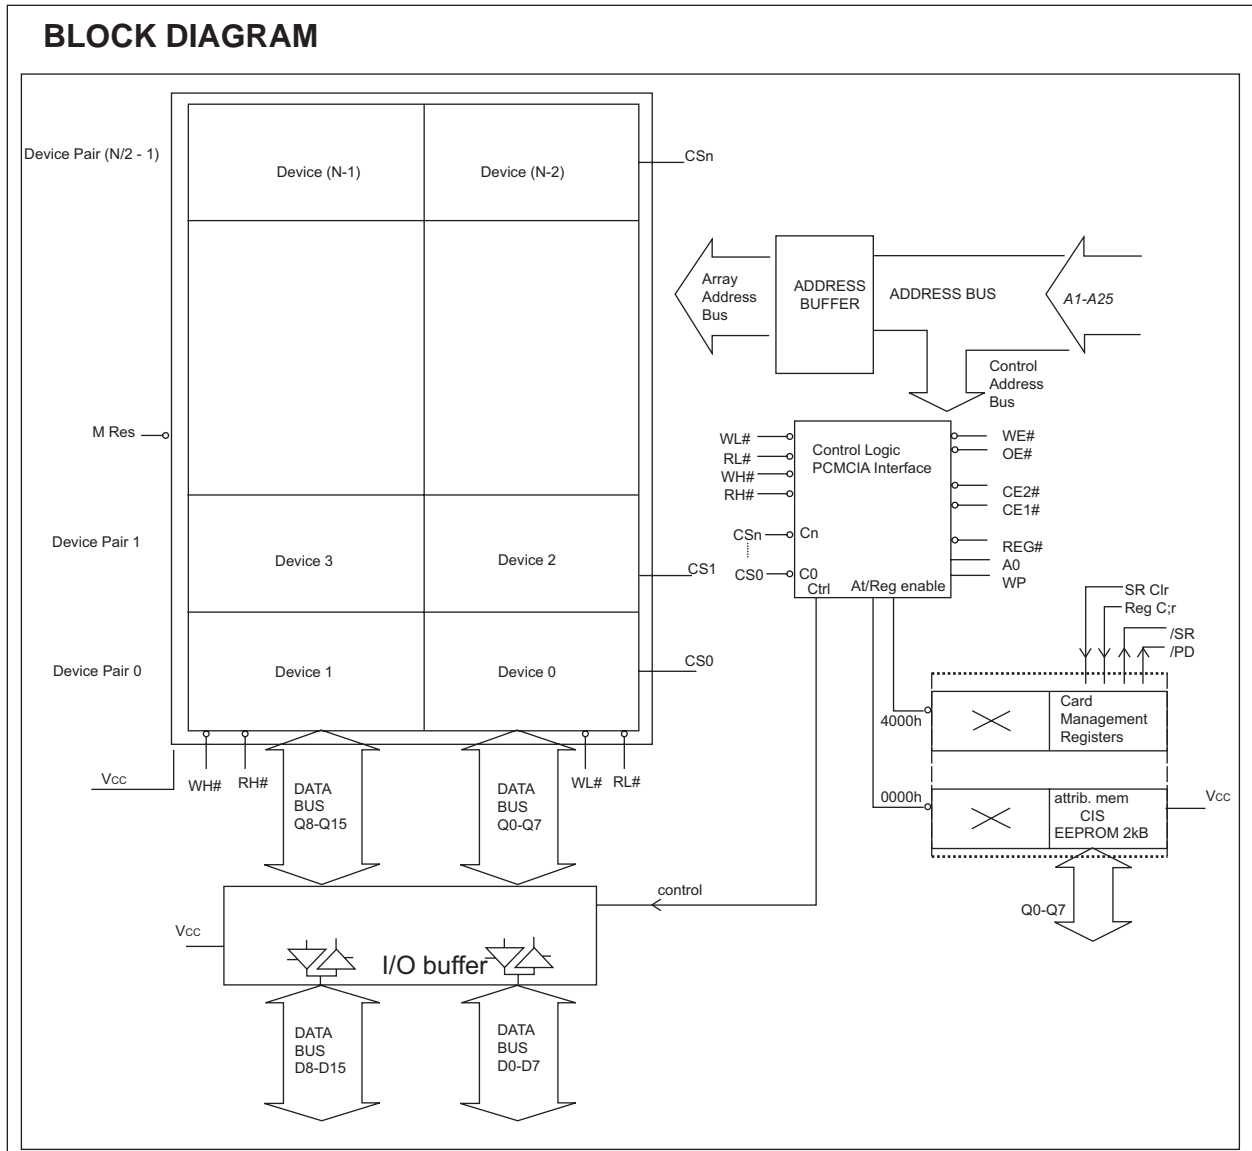 BLOCK DIAGRAM
Device Pair (N/2 - 1)
Device (N-1)
Device (N-2)
CSn
Array
Address
Bus
ADDRESS
BUFFER
ADDRESS BUS
A1-A25
Control
Address
Bus
M Res
WL#
RL#
WH#
RH#
CSn
CS0
Control Logic
PCMCIA Interface
Cn
C0
Ctrl
At/Reg enable
WE#
OE#
CE2#
CE1#
REG#
A0
WP
Device Pair 1
Device 3
Device 2
CS1
Device Pair 0
Device 1
Device 0
CS0
SR Clr
Reg C;r
/SR
/PD
4000h
Card
Management
Registers
0000h
attrib. mem
CIS
EEPROM 2kB
Vcc
Q0-Q7
Vcc
WH#
RH#
DATA
BUS
Q8-Q15
DATA
BUS
Q0-Q7
WL#
RL#
control
Vcc
I/O buffer
DATA
BUS
D8-D15
DATA
BUS
D0-D7